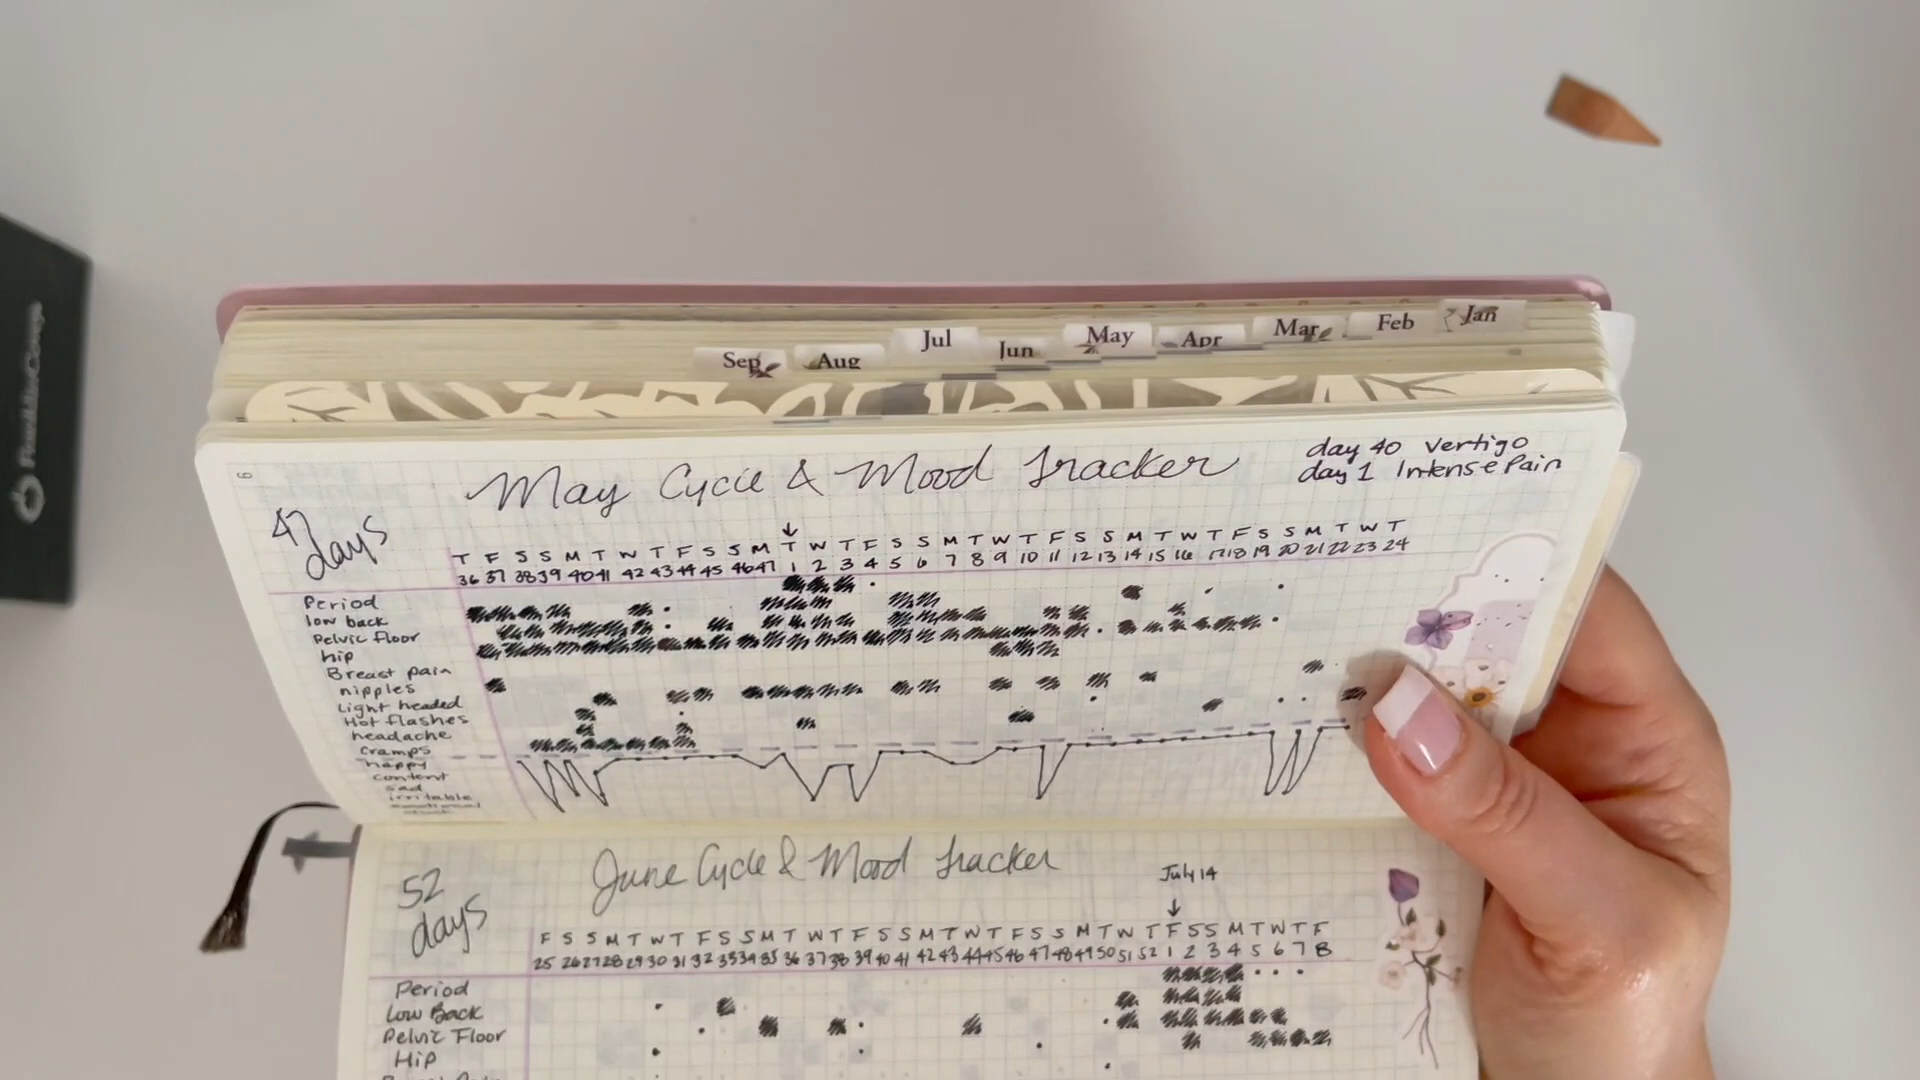 Jan
Feb
Mar
Apr
May
Jun
Jul
Aug
Sep
May Cycle & Mood Tracker
day 40 Vertigo
day 1 Intense Pain
47
days
T F S S M T W T F S S M T W T F S S M T W T F S S M T W T F S S M T W T
36 37 38 39 40 41 42 43 44 45 46 47 1 2 3 4 5 6 7 8 9 10 11 12 13 14 15 16 17 18 19 20 21 22 23 24
Period
low back
Pelvic floor
hip
Breast pain
nipples
Light headed
Hot flashes
headache
Cramps
happy
content
sad
irritable
June Cycle & Mood Tracker
July 14
52
days
F S S M T W T F S S M T W T F S S M T W T F S S M T W T F S S M T W T F
25 26 27 28 29 30 31 32 33 34 35 36 37 38 39 40 41 42 43 44 45 46 47 48 49 50 51 52 1 2 3 4 5 6 7 8
Period
Low Back
Pelvic Floor
Hip